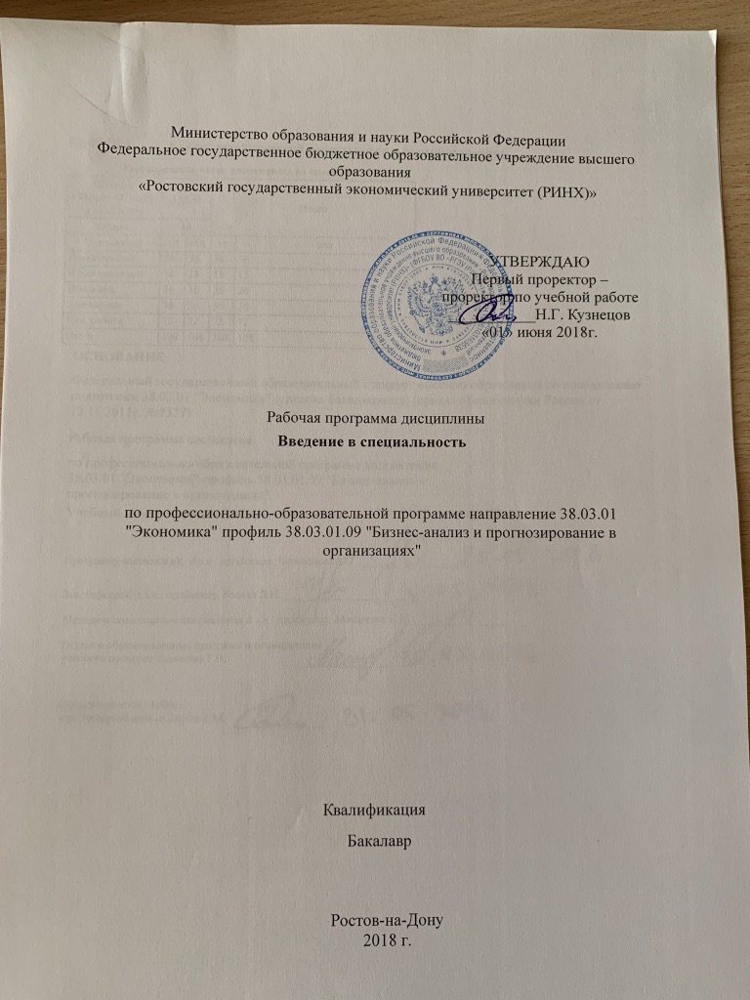 Министерство образования и науки Российской Федерации
Федеральное государственное бюджетное образовательное учреждение высшего
образования
«Ростовский государственный экономический университет (РИНХ)»
УТВЕРЖДАЮ
Первый проректор –
проректор по учебной работе
Н.Г. Кузнецов
«01» июня 2018г.
Рабочая программа дисциплины
Введение в специальность
по профессионально-образовательной программе направление 38.03.01
"Экономика" профиль 38.03.01.09 "Бизнес-анализ и прогнозирование в
организациях"
Квалификация
Бакалавр
Ростов-на-Дону
2018 г.